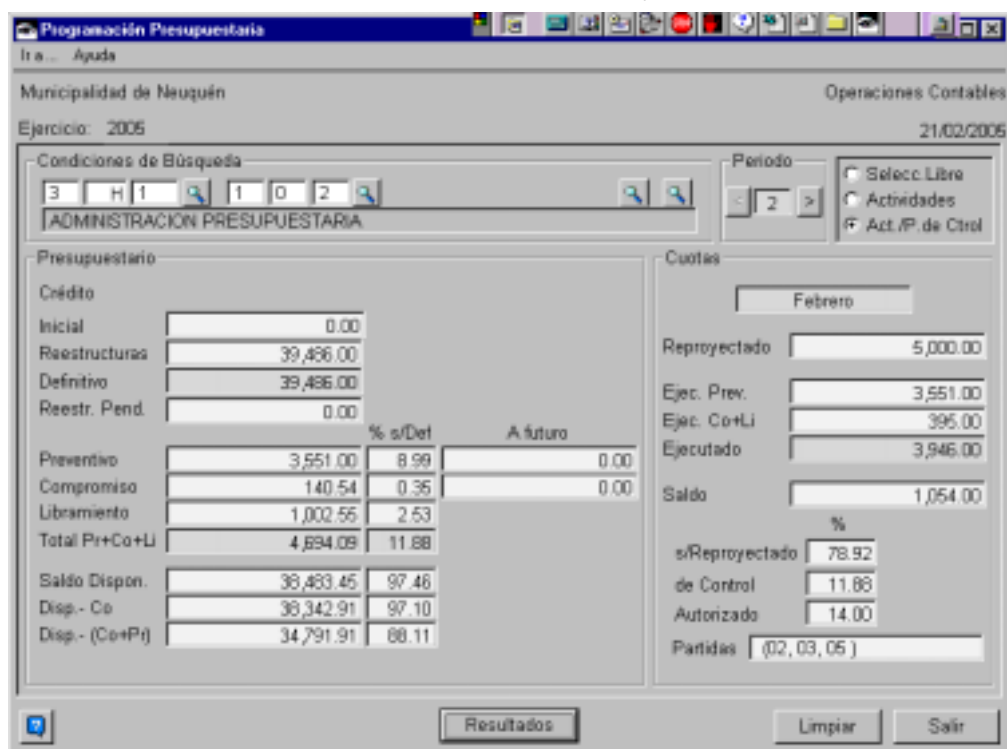 Programación Presupuestaria
Ir a... Ayuda
Municipalidad de Neuquén Operaciones Contables
Ejercicio: 2005 21/02/2005
Condiciones de Búsqueda
3 H 1 1 0 2
ADMINISTRACION PRESUPUESTARIA
Periodo
< 2 >
Selecc.Libre
Actividades
Act./P.de Ctrol
Presupuestario
Crédito
Inicial 0.00
Reestructuras 39,486.00
Definitivo 39,486.00
Reestr. Pend. 0.00
% s/Def A futuro
Preventivo 3,551.00 8.99 0.00
Compromiso 140.54 0.35 0.00
Libramiento 1,002.55 2.53
Total Pr+Co+Li 4,694.09 11.88
Saldo Dispon. 38,483.45 97.46
Disp.- Co 38,342.91 97.10
Disp.- (Co+Pr) 34,791.91 88.11
Cuotas
Febrero
Reproyectado 5,000.00
Ejec. Prev. 3,551.00
Ejec. Co+Li 395.00
Ejecutado 3,946.00
Saldo 1,054.00
%
s/Reproyectado 78.92
de Control 11.88
Autorizado 14.00
Partidas (02, 03, 05 )
Resultados Limpiar Salir